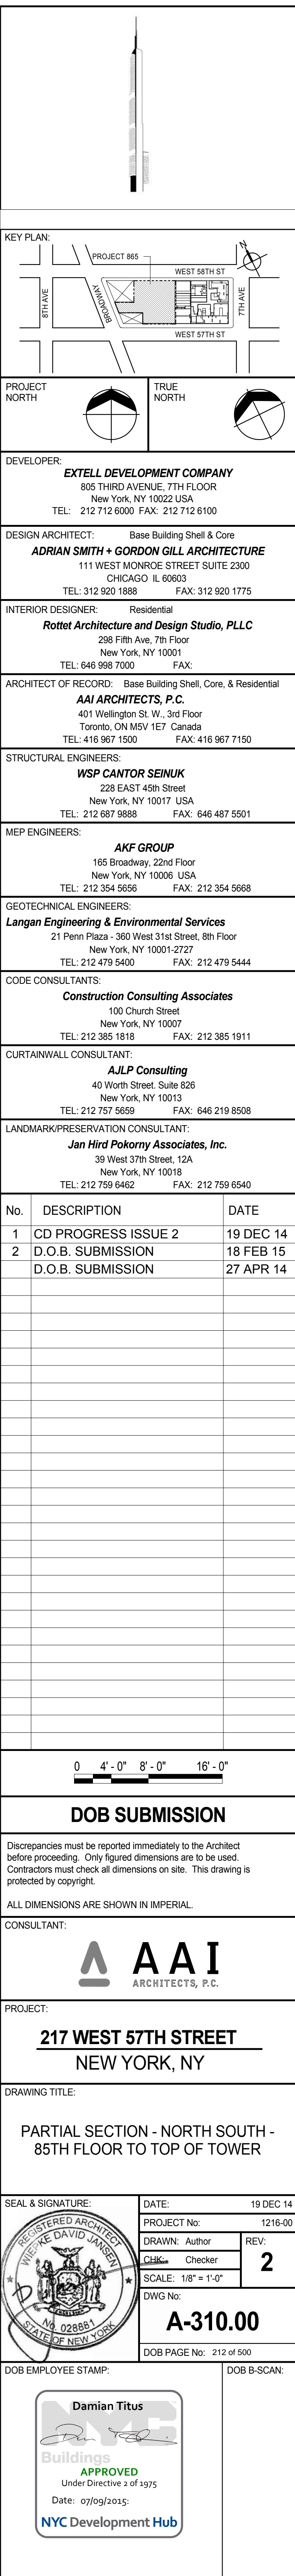 KEY PLAN:
N
PROJECT 865
WEST 58TH ST
8TH AVE
BROADWAY
7TH AVE
WEST 57TH ST
PROJECT
NORTH
TRUE
NORTH
DEVELOPER:
EXTELL DEVELOPMENT COMPANY
805 THIRD AVENUE, 7TH FLOOR
New York, NY 10022 USA
TEL: 212 712 6000 FAX: 212 712 6100
DESIGN ARCHITECT: Base Building Shell & Core
ADRIAN SMITH + GORDON GILL ARCHITECTURE
111 WEST MONROE STREET SUITE 2300
CHICAGO IL 60603
TEL: 312 920 1888 FAX: 312 920 1775
INTERIOR DESIGNER: Residential
Rottet Architecture and Design Studio, PLLC
298 Fifth Ave, 7th Floor
New York, NY 10001
TEL: 646 998 7000 FAX:
ARCHITECT OF RECORD: Base Building Shell, Core, & Residential
AAI ARCHITECTS, P.C.
401 Wellington St. W., 3rd Floor
Toronto, ON M5V 1E7 Canada
TEL: 416 967 1500 FAX: 416 967 7150
STRUCTURAL ENGINEERS:
WSP CANTOR SEINUK
228 EAST 45th Street
New York, NY 10017 USA
TEL: 212 687 9888 FAX: 646 487 5501
MEP ENGINEERS:
AKF GROUP
165 Broadway, 22nd Floor
New York, NY 10006 USA
TEL: 212 354 5656 FAX: 212 354 5668
GEOTECHNICAL ENGINEERS:
Langan Engineering & Environmental Services
21 Penn Plaza - 360 West 31st Street, 8th Floor
New York, NY 10001-2727
TEL: 212 479 5400 FAX: 212 479 5444
CODE CONSULTANTS:
Construction Consulting Associates
100 Church Street
New York, NY 10007
TEL: 212 385 1818 FAX: 212 385 1911
CURTAINWALL CONSULTANT:
AJLP Consulting
40 Worth Street. Suite 826
New York, NY 10013
TEL: 212 757 5659 FAX: 646 219 8508
LANDMARK/PRESERVATION CONSULTANT:
Jan Hird Pokorny Associates, Inc.
39 West 37th Street, 12A
New York, NY 10018
TEL: 212 759 6462 FAX: 212 759 6540
No. DESCRIPTION DATE
1 CD PROGRESS ISSUE 2 19 DEC 14
2 D.O.B. SUBMISSION 18 FEB 15
D.O.B. SUBMISSION 27 APR 14
0 4' - 0" 8' - 0" 16' - 0"
DOB SUBMISSION
Discrepancies must be reported immediately to the Architect
before proceeding. Only figured dimensions are to be used.
Contractors must check all dimensions on site. This drawing is
protected by copyright.
ALL DIMENSIONS ARE SHOWN IN IMPERIAL.
CONSULTANT:
AAI
ARCHITECTS, P.C.
PROJECT:
217 WEST 57TH STREET
NEW YORK, NY
DRAWING TITLE:
PARTIAL SECTION - NORTH SOUTH -
85TH FLOOR TO TOP OF TOWER
SEAL & SIGNATURE:
REGISTERED ARCHITECT
WIEPKE DAVID JANSEN
No. 028881
STATE OF NEW YORK
DATE: 19 DEC 14
PROJECT No: 1216-00
DRAWN: Author
CHK: Checker
SCALE: 1/8" = 1'-0"
REV:
2
DWG No:
A-310.00
DOB PAGE No: 212 of 500
DOB EMPLOYEE STAMP:
DOB B-SCAN:
NYC
Damian Titus
Buildings
APPROVED
Under Directive 2 of 1975
Date: 07/09/2015:
NYC Development Hub